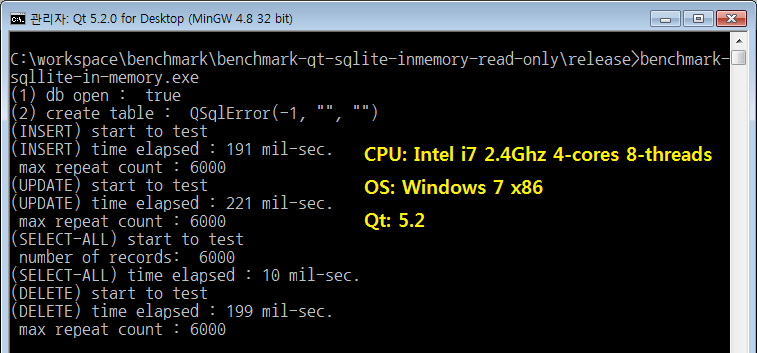 관리자: Qt 5.2.0 for Desktop (MinGW 4.8 32 bit)
C:\workspace\benchmark\benchmark-qt-sqlite-inmemory-read-only\release>benchmark-
sqllite-in-memory.exe
(1) db open :  true
(2) create table :  QSqlError(-1, "", "")
(INSERT) start to test
(INSERT) time elapsed : 191 mil-sec.
 max repeat count : 6000
(UPDATE) start to test
(UPDATE) time elapsed : 221 mil-sec.
 max repeat count : 6000
(SELECT-ALL) start to test
 number of records:  6000
(SELECT-ALL) time elapsed : 10 mil-sec.
(DELETE) start to test
(DELETE) time elapsed : 199 mil-sec.
 max repeat count : 6000
CPU: Intel i7 2.4Ghz 4-cores 8-threads
OS: Windows 7 x86
Qt: 5.2